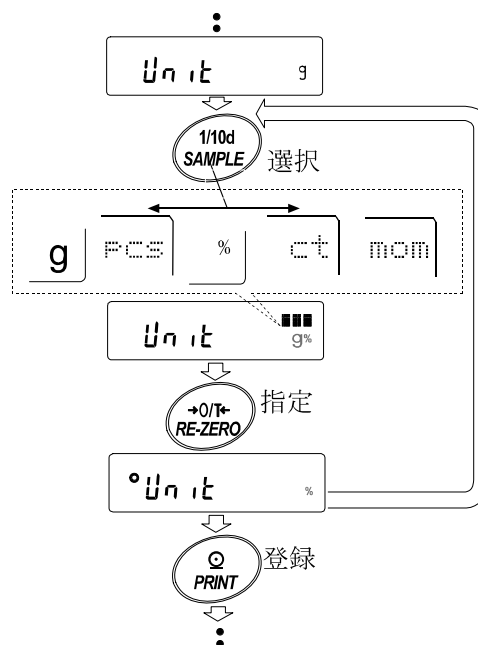 Unit g
1/10d
SAMPLE 選択
g pcs % ct mom
Unit g%
→0/T←
RE-ZERO 指定
°Unit %
PRINT 登録